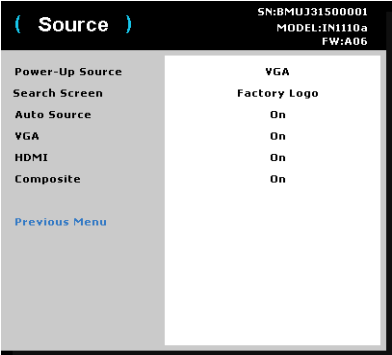 ( Source )
SN:BMUJ31500001
MODEL:IN1110a
FW:A06
Power-Up Source VGA
Search Screen Factory Logo
Auto Source On
VGA On
HDMI On
Composite On
Previous Menu